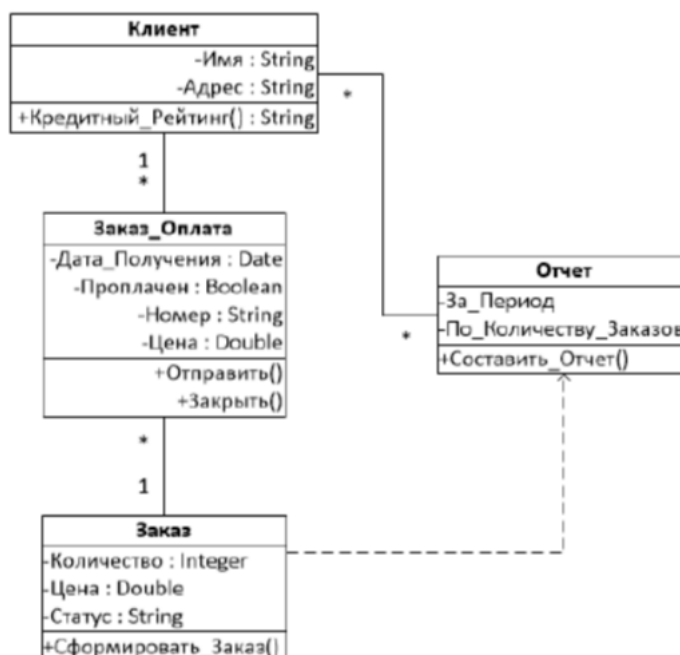 Клиент
-Имя : String
-Адрес : String
+Кредитный_Рейтинг() : String
*
1
*
Заказ_Оплата
-Дата_Получения : Date
-Проплачен : Boolean
-Номер : String
-Цена : Double
+Отправить()
+Закрыть()
Отчет
-За_Период
-По_Количеству_Заказов
+Составить_Отчет()
*
*
1
Заказ
-Количество : Integer
-Цена : Double
-Статус : String
+Сформировать_Заказ()